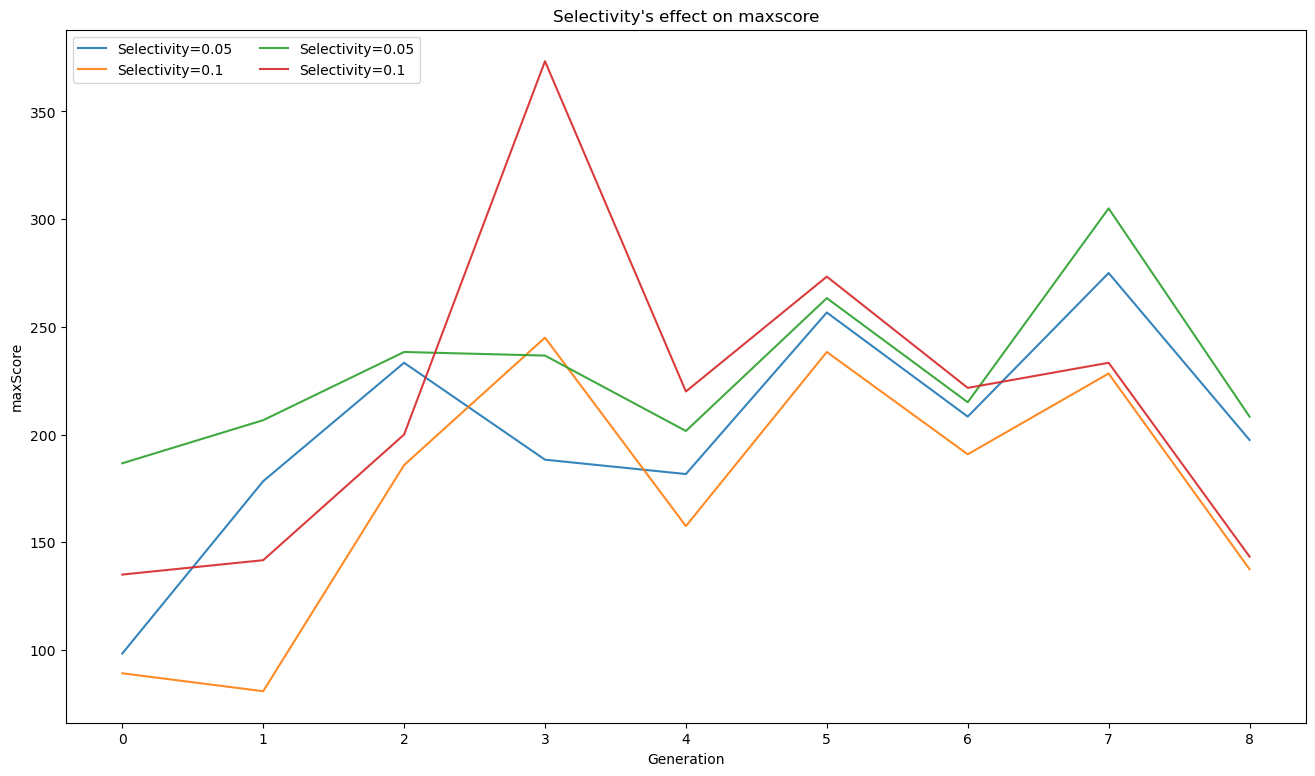 Selectivity's effect on maxscore
Selectivity=0.05 Selectivity=0.05
Selectivity=0.1 Selectivity=0.1
maxScore
350
300
250
200
150
100
0 1 2 3 4 5 6 7 8
Generation